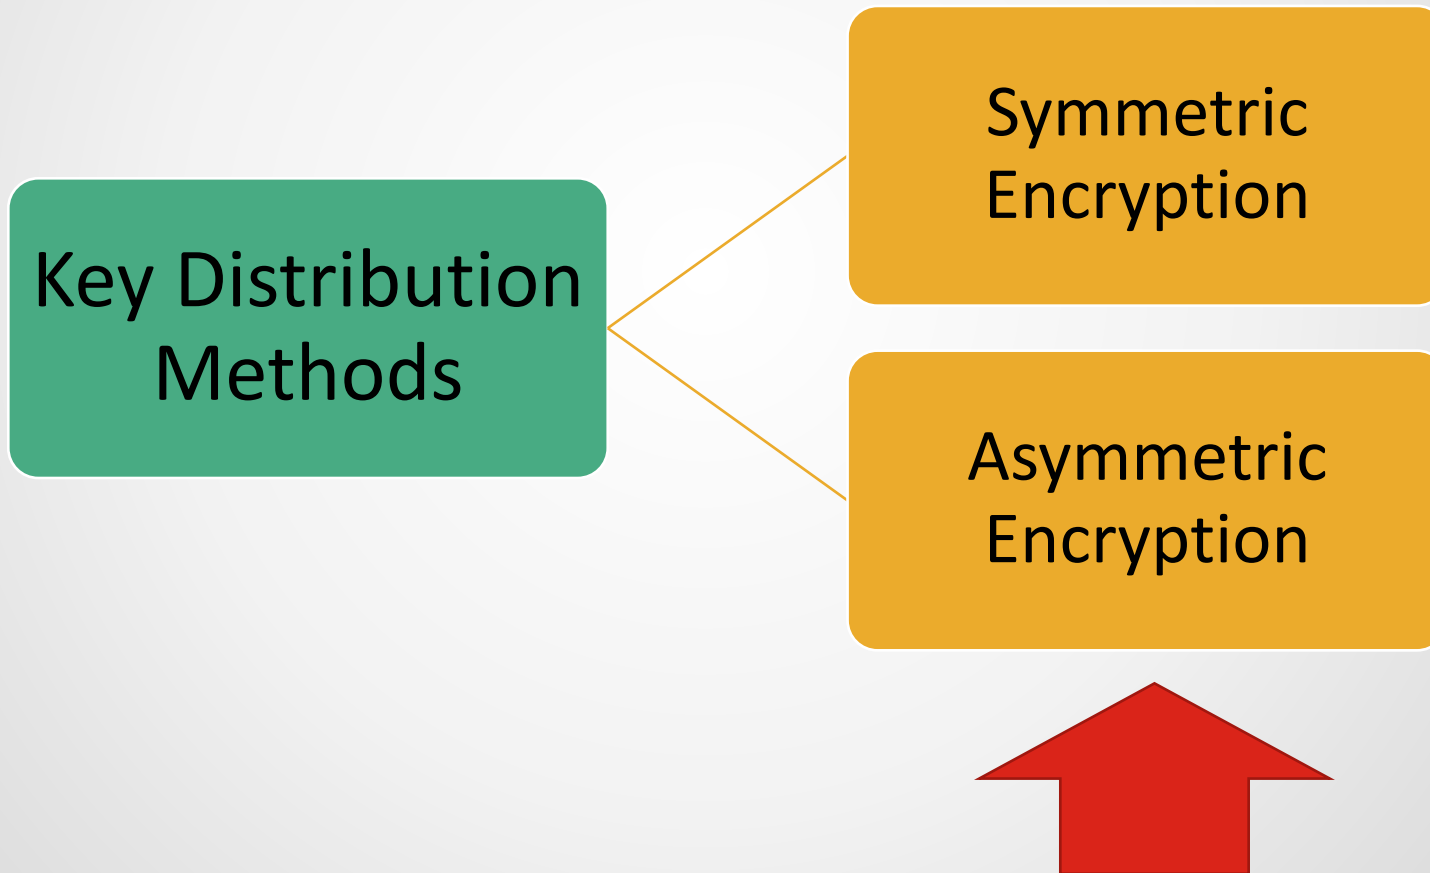 Key Distribution
Methods
Symmetric
Encryption
Asymmetric
Encryption